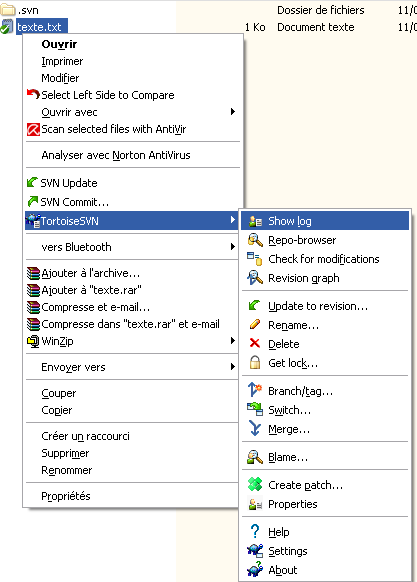 .svn Dossier de fichiers 11/0
texte.txt 1 Ko Document texte 11/0
Ouvrir
Imprimer
Modifier
Select Left Side to Compare
Ouvrir avec
Scan selected files with AntiVir
Analyser avec Norton AntiVirus
SVN Update
SVN Commit...
TortoiseSVN
vers Bluetooth
Ajouter à l'archive...
Ajouter à "texte.rar"
Compresse et e-mail...
Compresse dans "texte.rar" et e-mail
WinZip
Envoyer vers
Couper
Copier
Créer un raccourci
Supprimer
Renommer
Propriétés
Show log
Repo-browser
Check for modifications
Revision graph
Update to revision...
Rename...
Delete
Get lock...
Branch/tag...
Switch...
Merge...
Blame...
Create patch...
Properties
Help
Settings
About